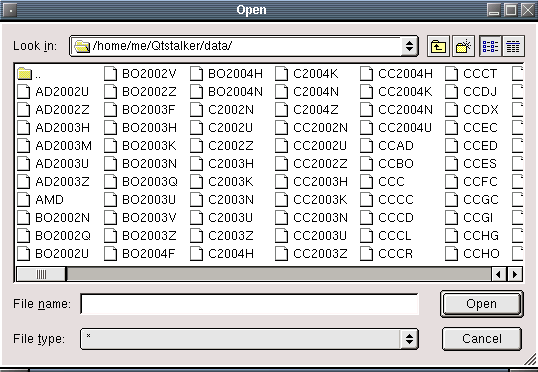 Open
Look in: /home/me/Qtstalker/data/
.. BO2002V BO2004H C2004K CC2004H CCCT
AD2002U BO2002Z BO2004N C2004N CC2004K CCDJ
AD2002Z BO2003F C2002N C2004Z CC2004N CCDX
AD2003H BO2003H C2002U CC2002N CC2004U CCEC
AD2003M BO2003K C2002Z CC2002U CCAD CCED
AD2003U BO2003N C2003H CC2002Z CCBO CCES
AD2003Z BO2003Q C2003K CC2003H CCC CCFC
AMD BO2003U C2003N CC2003K CCCC CCGC
BO2002N BO2003V C2003U CC2003N CCCD CCGI
BO2002Q BO2003Z C2003Z CC2003U CCCL CCHG
BO2002U BO2004F C2004H CC2003Z CCCR CCHO
File name: Open
File type: * Cancel